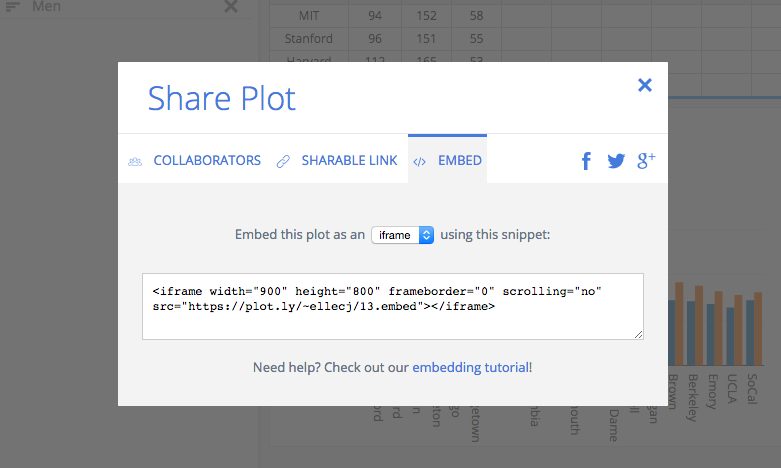 Men
MIT 94 152 58
Stanford 96 151 55
Harvard 112 165 53
Share Plot
COLLABORATORS SHARABLE LINK </> EMBED
Embed this plot as an iframe using this snippet:
<iframe width="900" height="800" frameborder="0" scrolling="no"
src="https://plot.ly/~ellecj/13.embed"></iframe>
Need help? Check out our embedding tutorial!
Brown
Berkeley
Emory
UCLA
SoCal
Dame